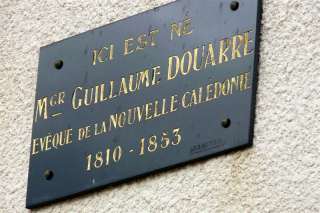 ICI EST NÉ
MGR GUILLAUME DOUARRE
EVÊQUE DE LA NOUVELLE CALÉDONIE
1810 - 1853